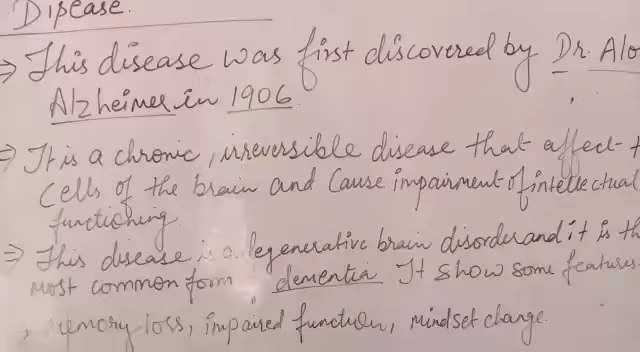 Disease.
⇒ This disease was first discovered by Dr. Alo
Alzheimer in 1906.
⇒ It is a chronic, irreversible disease that affect t
cells of the brain and cause impairment of intellectual
functioning.
⇒ This disease is a degenerative brain disorder and it is th
most common form dementia It show some features.
memory loss, impaired function, mindset change.